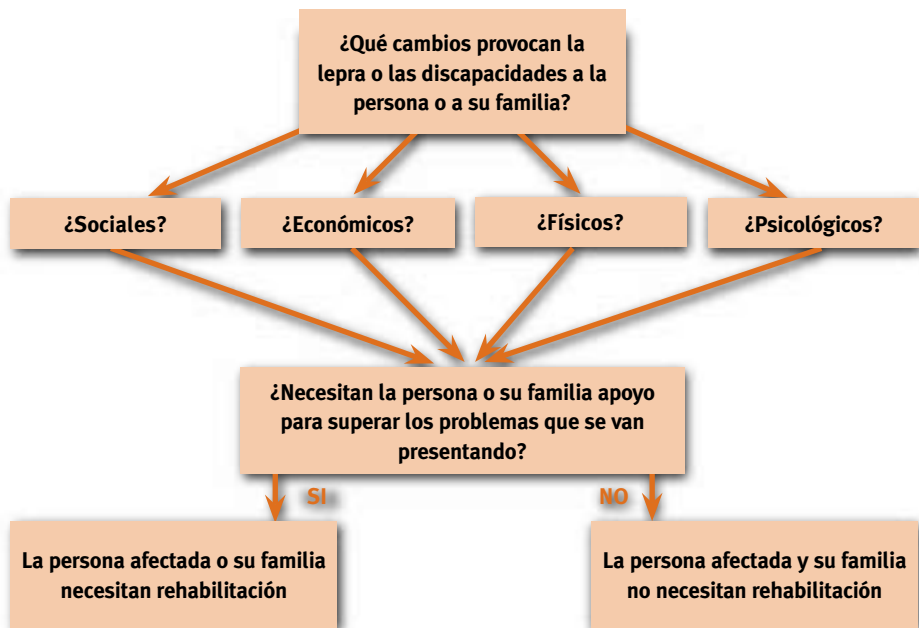 ¿Qué cambios provocan la
lepra o las discapacidades a la
persona o a su familia?
¿Sociales?
¿Económicos?
¿Físicos?
¿Psicológicos?
¿Necesitan la persona o su familia apoyo
para superar los problemas que se van
presentando?
SI
NO
La persona afectada o su familia
necesitan rehabilitación
La persona afectada y su familia
no necesitan rehabilitación